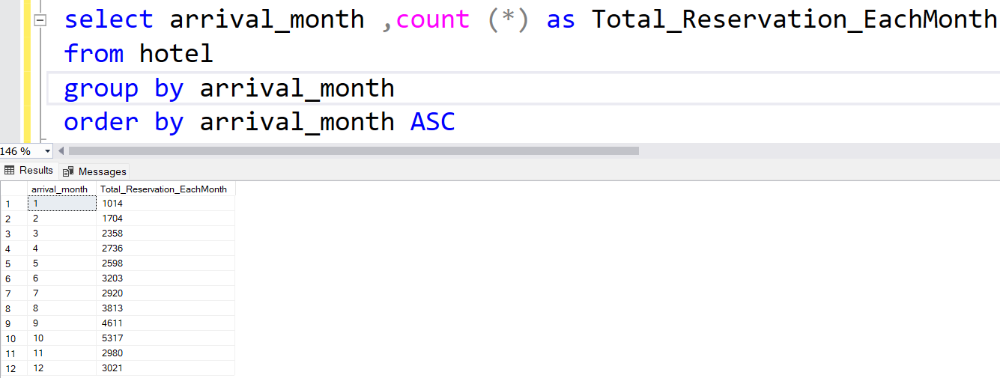 select arrival_month ,count (*) as Total_Reservation_EachMonth
from hotel
group by arrival_month
order by arrival_month ASC
146 %
Results Messages
arrival_month Total_Reservation_EachMonth
1 1 1014
2 2 1704
3 3 2358
4 4 2736
5 5 2598
6 6 3203
7 7 2920
8 8 3813
9 9 4611
10 10 5317
11 11 2980
12 12 3021